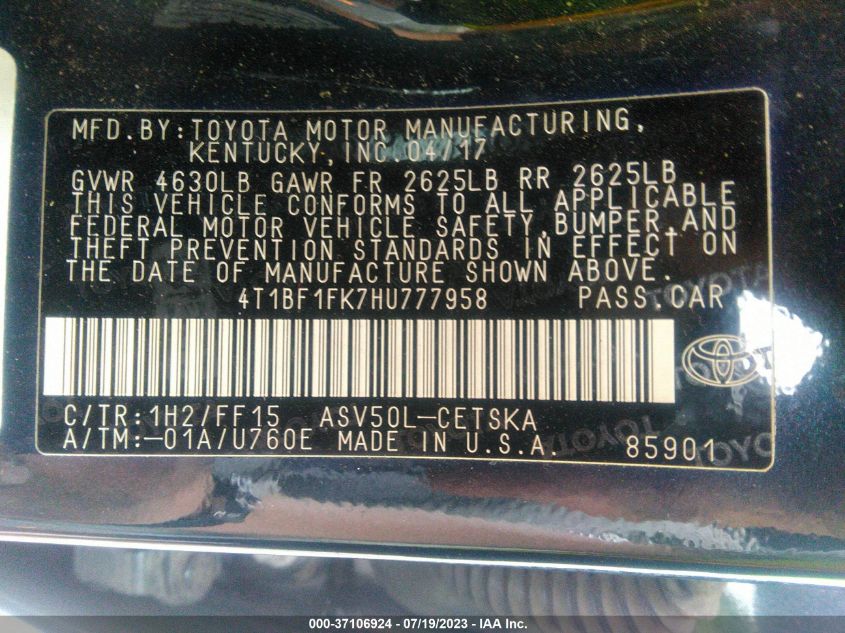 MFD.BY:TOYOTA MOTOR MANUFACTURING,
KENTUCKY,INC.04/17
GVWR 4630LB GAWR FR 2625LB RR 2625LB
THIS VEHICLE CONFORMS TO ALL APPLICABLE
FEDERAL MOTOR VEHICLE SAFETY,BUMPER,AND
THEFT PREVENTION STANDARDS IN EFFECT ON
THE DATE OF MANUFACTURE SHOWN ABOVE.
4T1BF1FK7HU777958 PASS.CAR
C/TR:1H2/FF15 ASV50L-CETSKA
A/TM:-01A/U760E MADE IN U.S.A. 85901
000-37106924 - 07/19/2023 - IAA Inc.